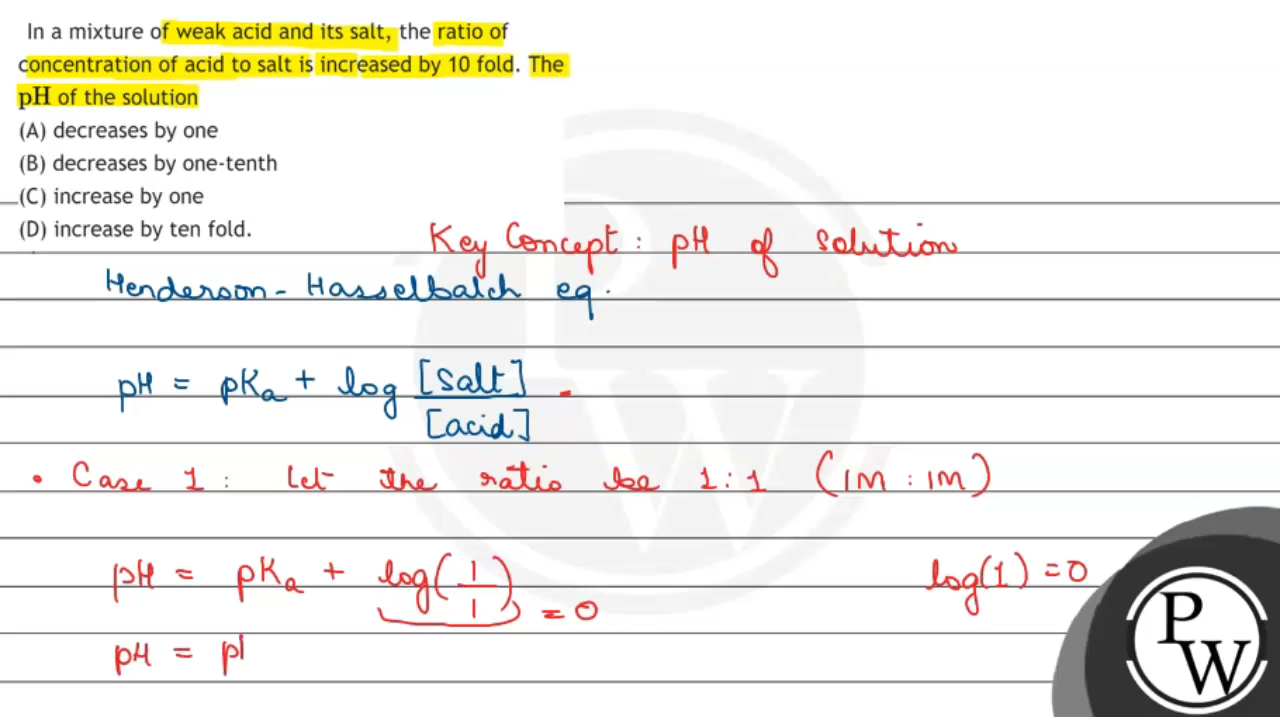 In a mixture of weak acid and its salt, the ratio of
concentration of acid to salt is increased by 10 fold. The
pH of the solution
(A) decreases by one
(B) decreases by one-tenth
(C) increase by one
(D) increase by ten fold.
Key Concept : pH of solution
Henderson - Hasselbalch eq.
pH = pKa + log [Salt]/[acid]
• Case 1 : Let the ratio be 1 : 1 (1M : 1M)
pH = pKa + log(1/1) = 0 log(1) = 0
pH = p
PW